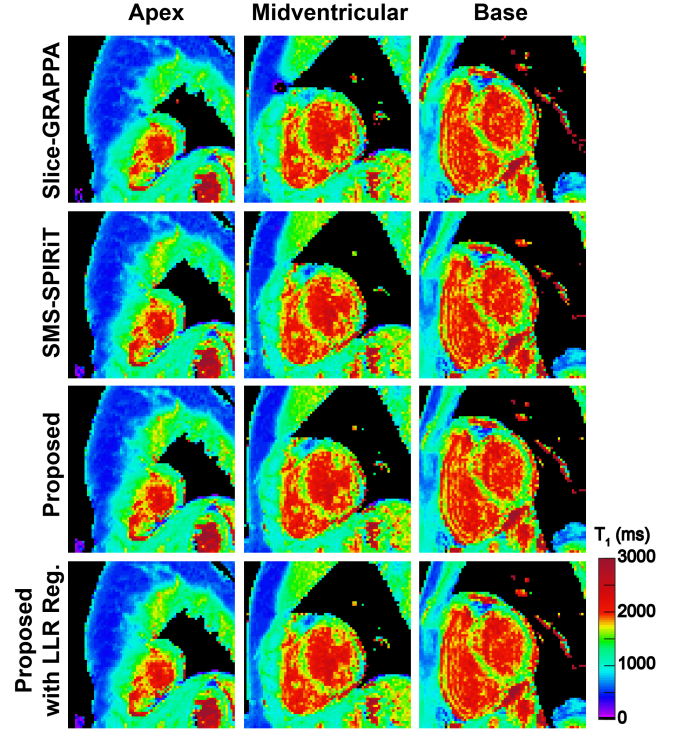 Apex Midventricular Base
Slice-GRAPPA
SMS-SPIRiT
Proposed
Proposed
with LLR Reg.
T1 (ms)
3000
2000
1000
0